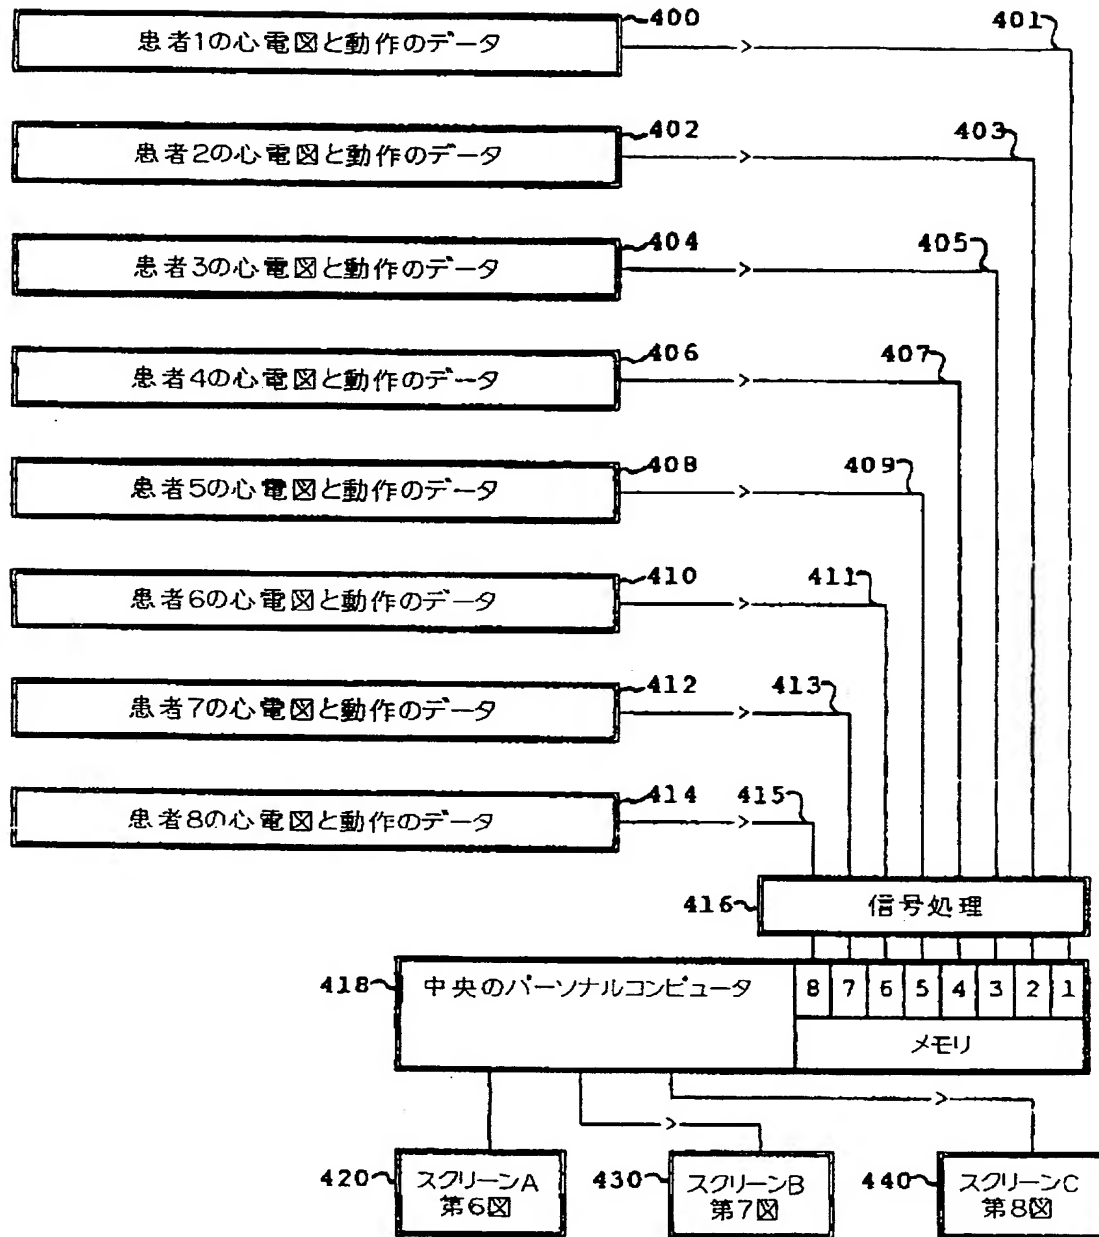 400
401
患者1の心電図と動作のデータ
402
403
患者2の心電図と動作のデータ
404
405
患者3の心電図と動作のデータ
406
407
患者4の心電図と動作のデータ
408
409
患者5の心電図と動作のデータ
410
411
患者6の心電図と動作のデータ
412
413
患者7の心電図と動作のデータ
414
415
患者8の心電図と動作のデータ
416
信号処理
418
中央のパーソナルコンピュータ
8 7 6 5 4 3 2 1
メモリ
420
スクリーンA
第6図
430
スクリーンB
第7図
440
スクリーンC
第8図